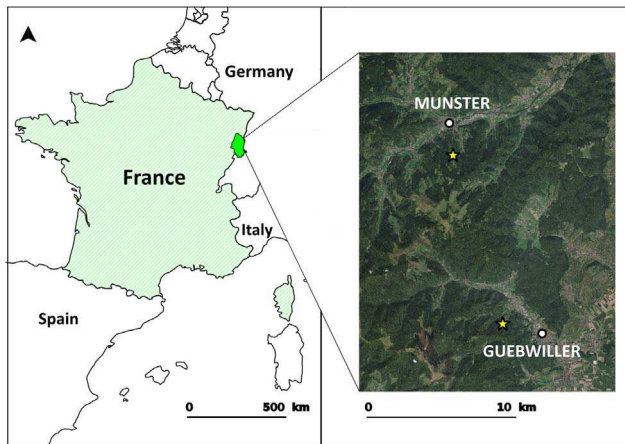 Germany
France
Italy
Spain
0 500 km
MUNSTER
GUEBWILLER
0 10 km